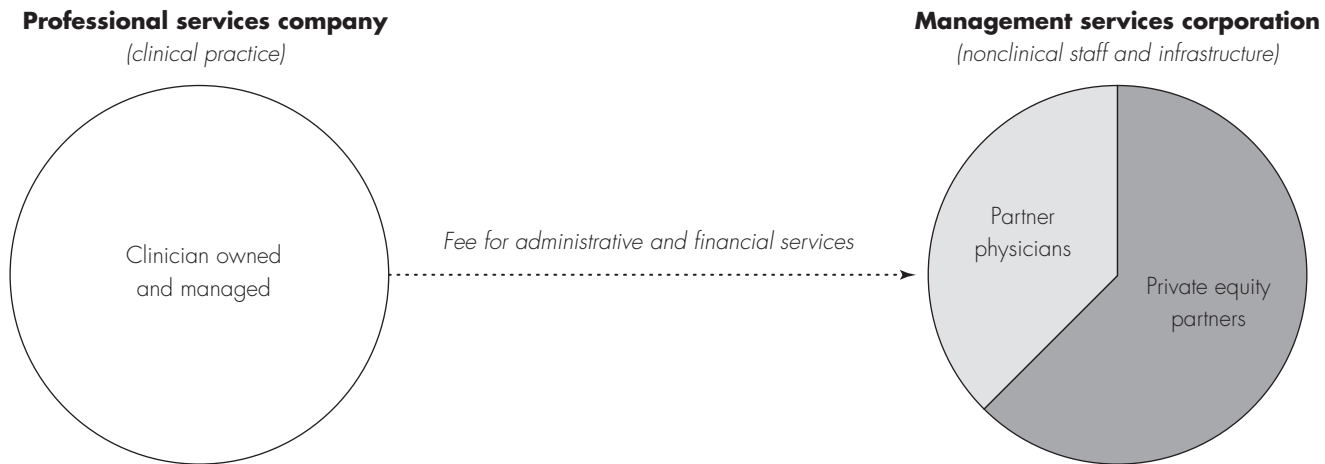 Professional services company
(clinical practice)
Clinician owned
and managed
Fee for administrative and financial services
Management services corporation
(nonclinical staff and infrastructure)
Partner
physicians
Private equity
partners